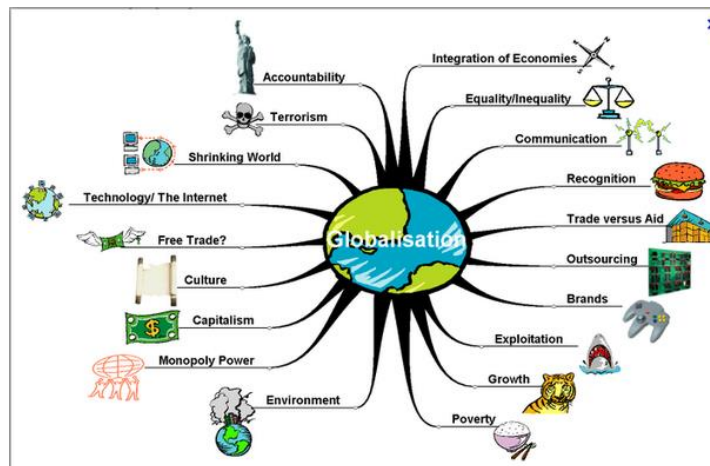 Accountability
Terrorism
Shrinking World
Technology/ The Internet
Free Trade?
Culture
Capitalism
Monopoly Power
Environment
Globalisation
Integration of Economies
Equality/Inequality
Communication
Recognition
Trade versus Aid
Outsourcing
Brands
Exploitation
Growth
Poverty